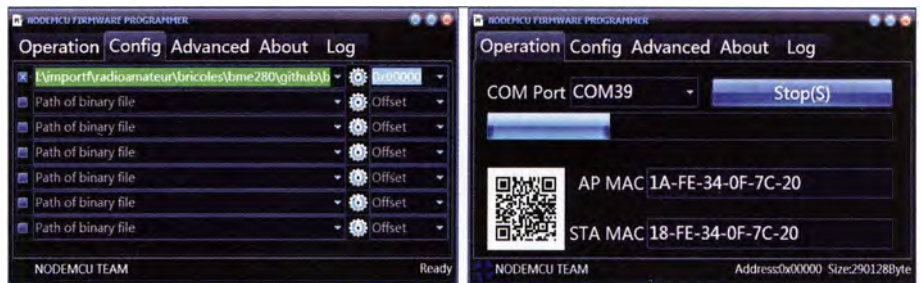 NODEMCU FIRMWARE PROGRAMMER
Operation Config Advanced About Log
I:\importf\radioamateur\bricoles\bme280\github\b 0x00000
Path of binary file Offset
Path of binary file Offset
Path of binary file Offset
Path of binary file Offset
Path of binary file Offset
Path of binary file Offset
NODEMCU TEAM Ready
NODEMCU FIRMWARE PROGRAMMER
Operation Config Advanced About Log
COM Port COM39 Stop(S)
AP MAC 1A-FE-34-0F-7C-20
STA MAC 18-FE-34-0F-7C-20
NODEMCU TEAM Address:0x00000 Size:290128Byte